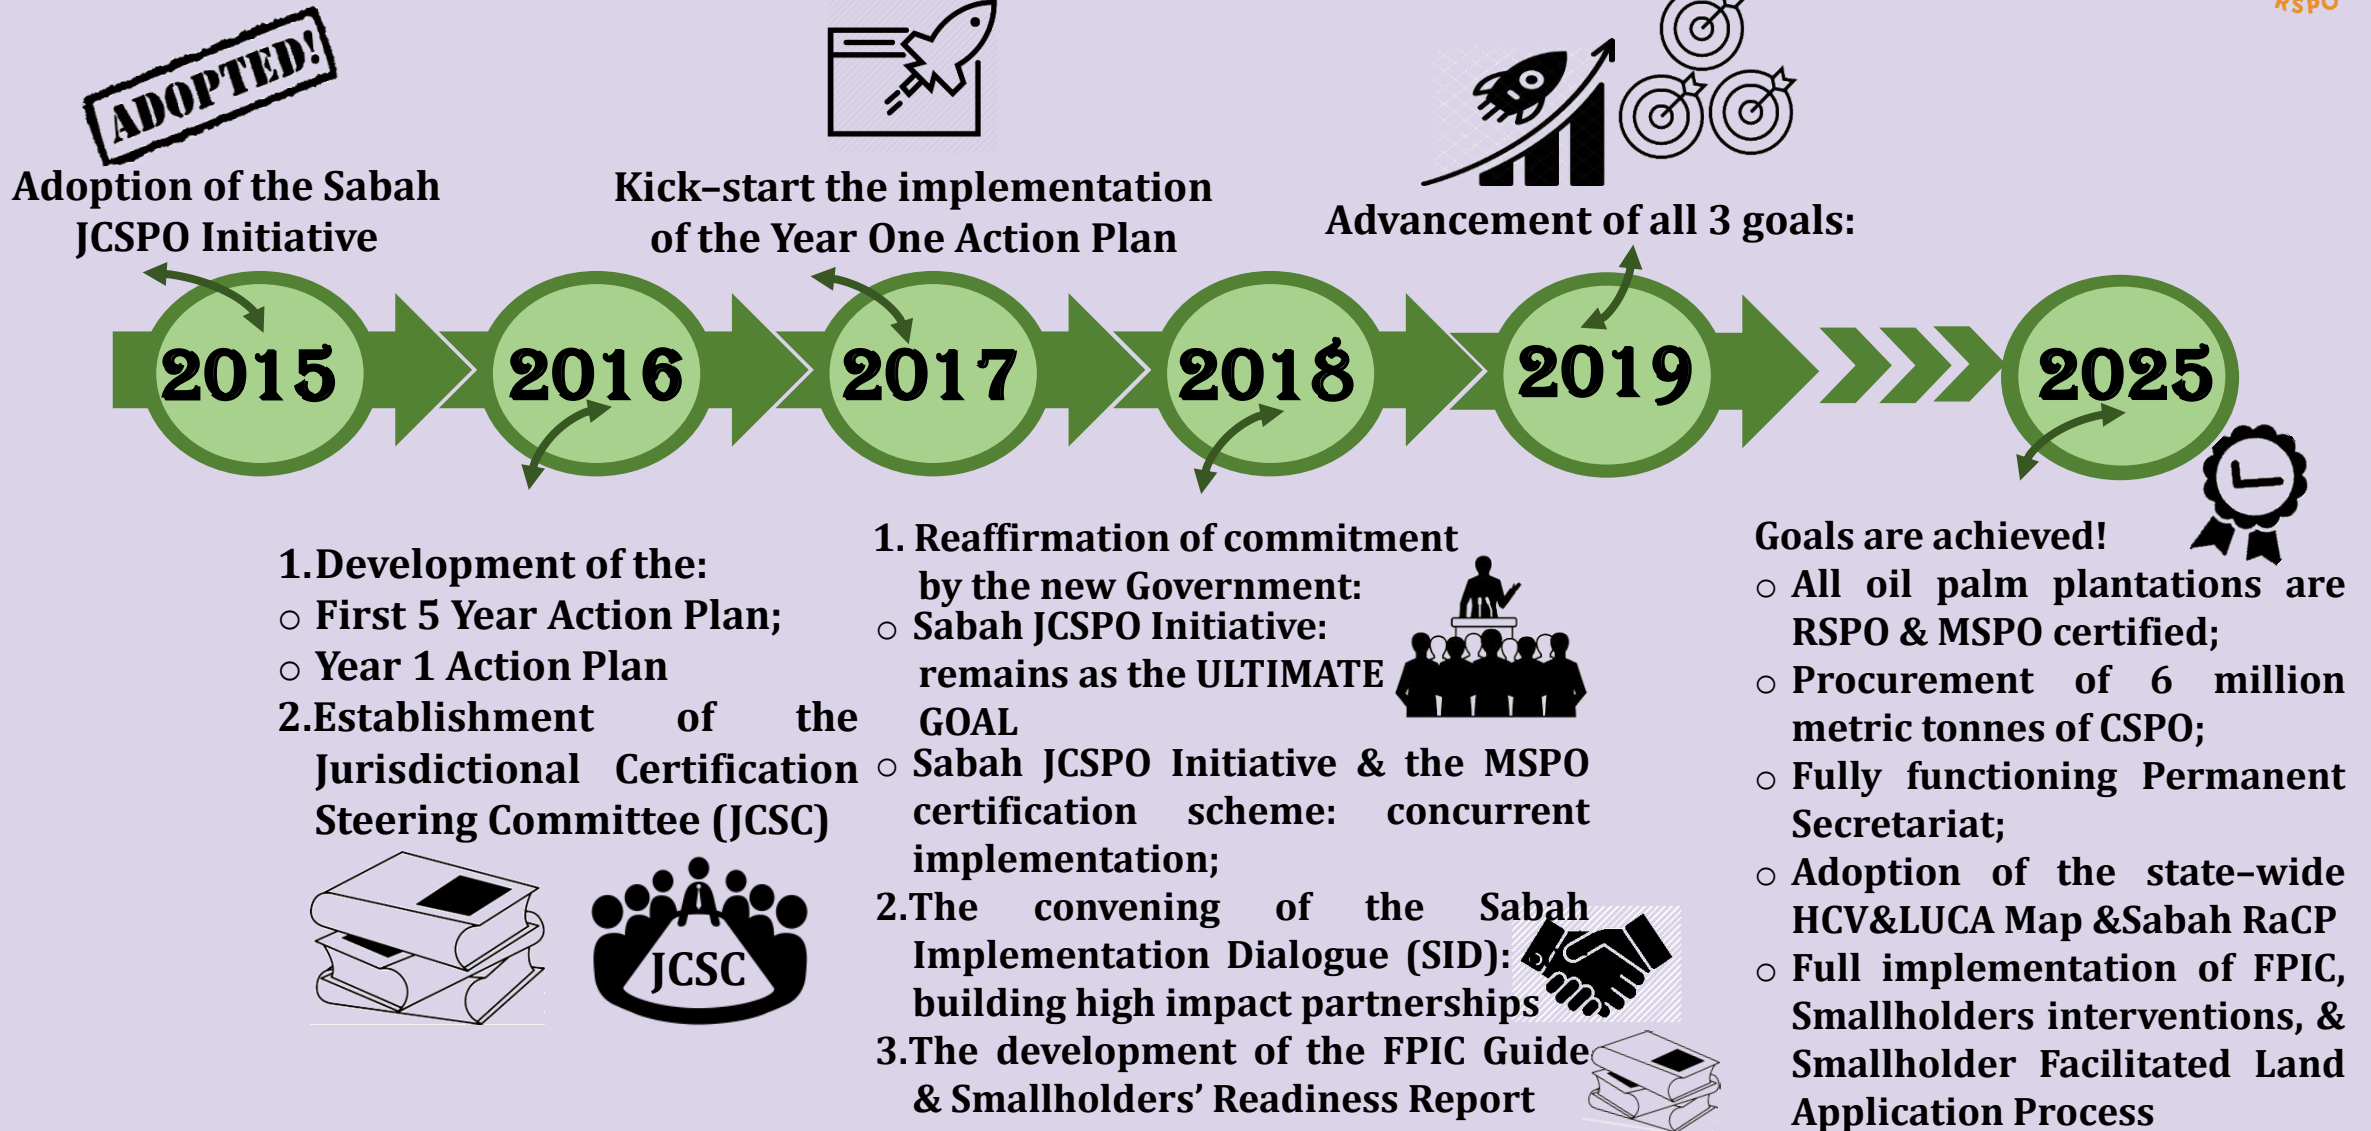 RSPO
ADOPTED!
Adoption of the Sabah
JCSPO Initiative
Kick–start the implementation
of the Year One Action Plan
Advancement of all 3 goals:
2015
2016
2017
2018
2019
2025
1.Development of the:
o First 5 Year Action Plan;
o Year 1 Action Plan
2.Establishment of the
Jurisdictional Certification
Steering Committee (JCSC)
JCSC
1. Reaffirmation of commitment
by the new Government:
o Sabah JCSPO Initiative:
remains as the ULTIMATE
GOAL
o Sabah JCSPO Initiative & the MSPO
certification scheme: concurrent
implementation;
2.The convening of the Sabah
Implementation Dialogue (SID):
building high impact partnerships
3.The development of the FPIC Guide
& Smallholders’ Readiness Report
Goals are achieved!
o All oil palm plantations are
RSPO & MSPO certified;
o Procurement of 6 million
metric tonnes of CSPO;
o Fully functioning Permanent
Secretariat;
o Adoption of the state–wide
HCV&LUCA Map &Sabah RaCP
o Full implementation of FPIC,
Smallholders interventions, &
Smallholder Facilitated Land
Application Process